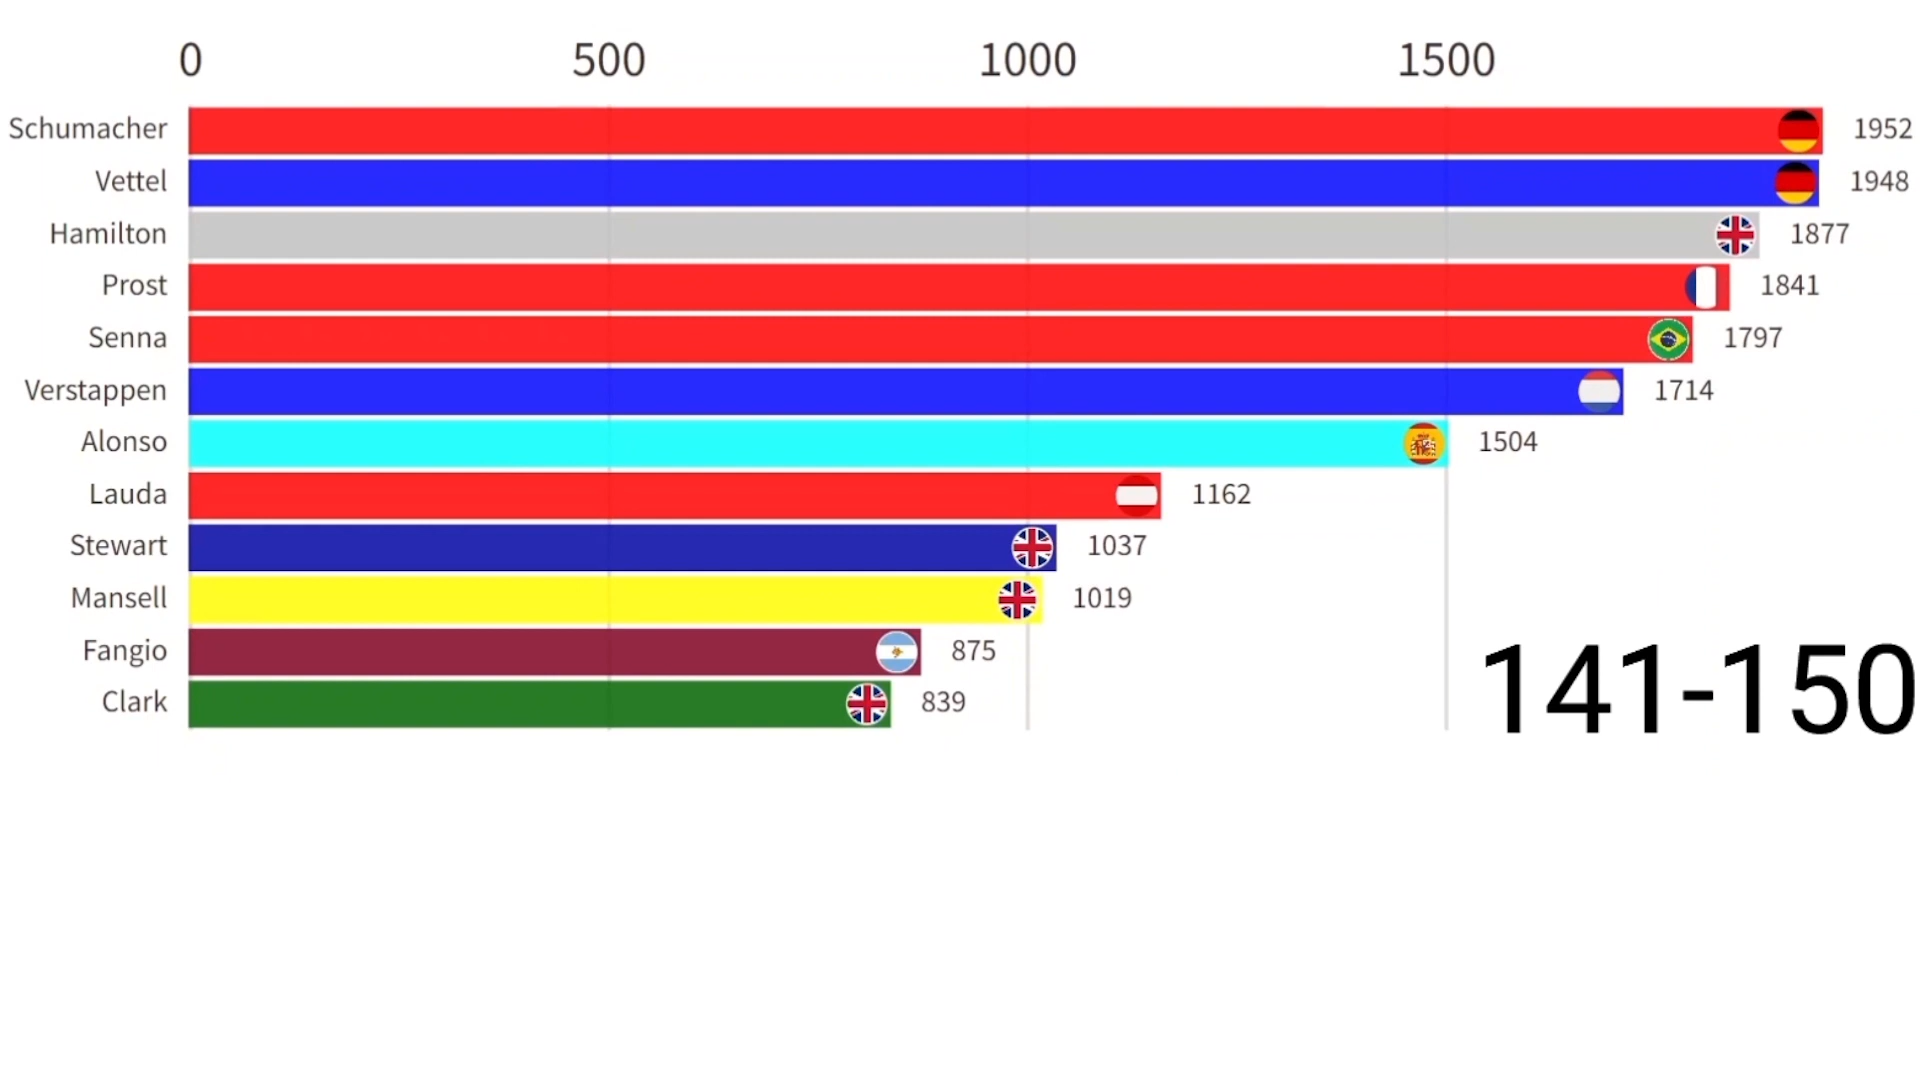 0 500 1000 1500
Schumacher 1952
Vettel 1948
Hamilton 1877
Prost 1841
Senna 1797
Verstappen 1714
Alonso 1504
Lauda 1162
Stewart 1037
Mansell 1019
Fangio 875
Clark 839
141-150